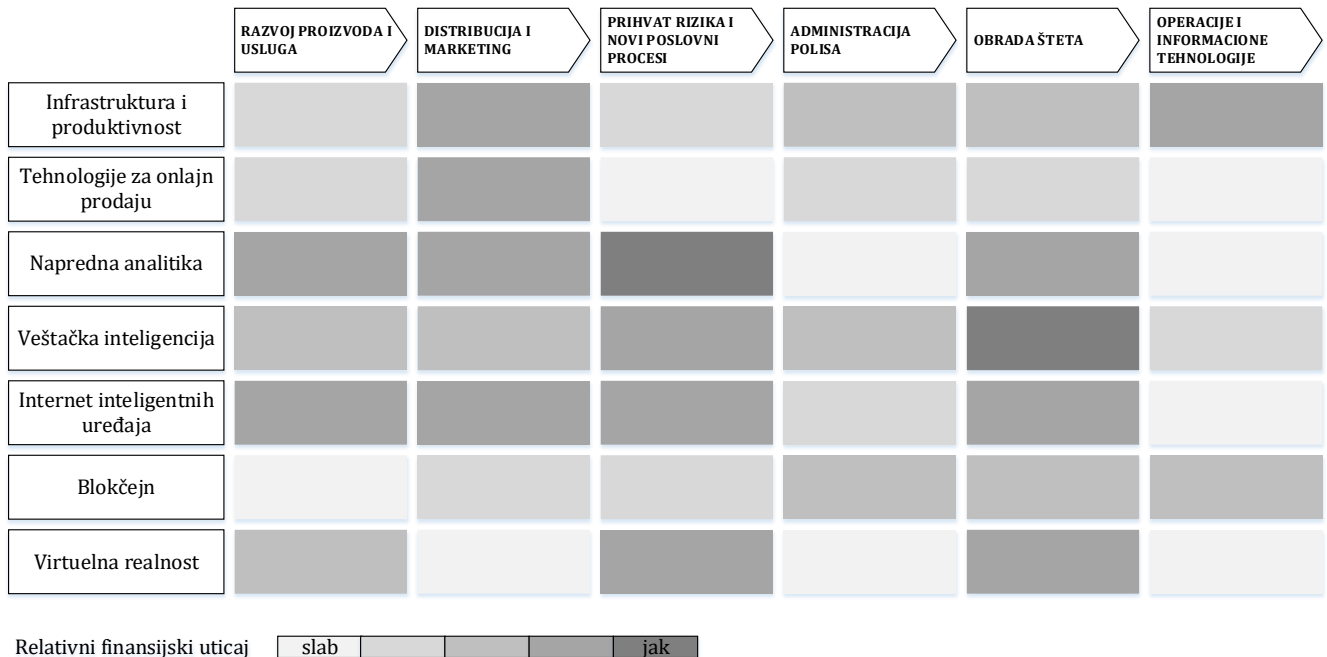 RAZVOJ PROIZVODA I
USLUGA
DISTRIBUCIJA I
MARKETING
PRIHVAT RIZIKA I
NOVI POSLOVNI
PROCESI
ADMINISTRACIJA
POLISA
OBRADA ŠTETA
OPERACIJE I
INFORMACIONE
TEHNOLOGIJE
Infrastruktura i
produktivnost
Tehnologije za onlajn
prodaju
Napredna analitika
Veštačka inteligencija
Internet inteligentnih
uređaja
Blokčejn
Virtuelna realnost
Relativni finansijski uticaj
slab
jak